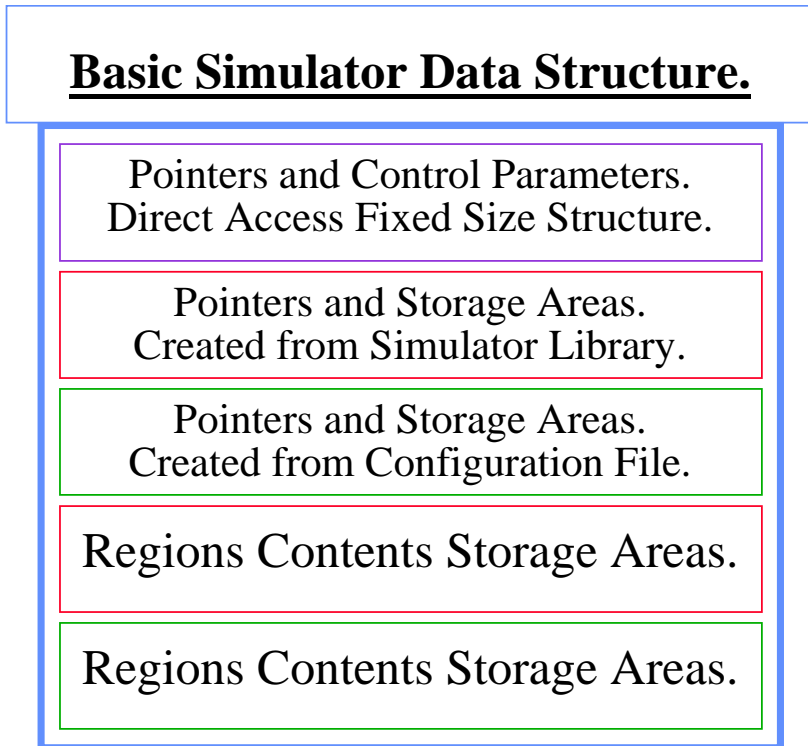 Basic Simulator Data Structure.
Pointers and Control Parameters.
Direct Access Fixed Size Structure.
Pointers and Storage Areas.
Created from Simulator Library.
Pointers and Storage Areas.
Created from Configuration File.
Regions Contents Storage Areas.
Regions Contents Storage Areas.